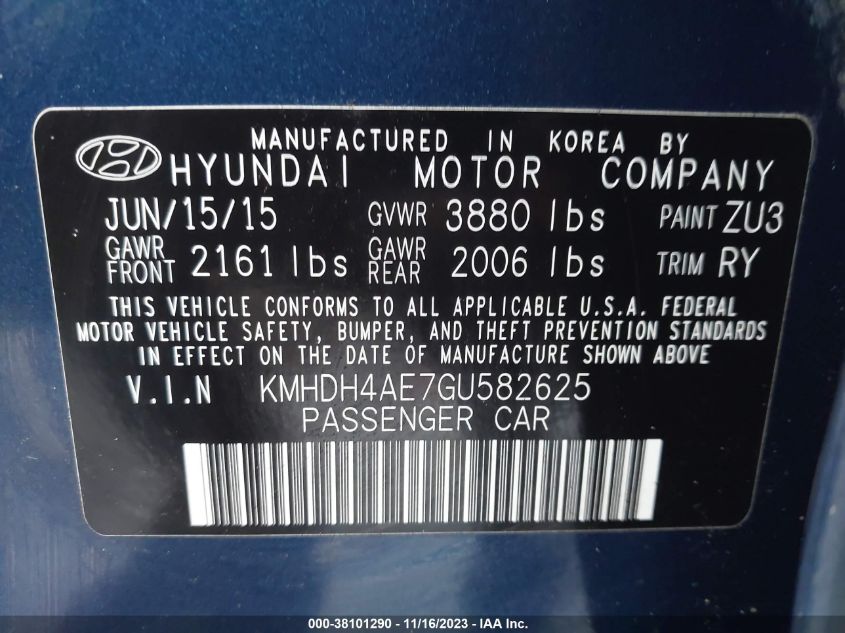 MANUFACTURED IN KOREA BY
HYUNDAI MOTOR COMPANY
JUN/15/15 GVWR 3880 lbs PAINT ZU3
GAWR FRONT 2161 lbs GAWR REAR 2006 lbs TRIM RY
THIS VEHICLE CONFORMS TO ALL APPLICABLE U.S.A. FEDERAL
MOTOR VEHICLE SAFETY, BUMPER, AND THEFT PREVENTION STANDARDS
IN EFFECT ON THE DATE OF MANUFACTURE SHOWN ABOVE
V.I.N KMHDH4AE7GU582625
PASSENGER CAR
000-38101290 - 11/16/2023 - IAA Inc.